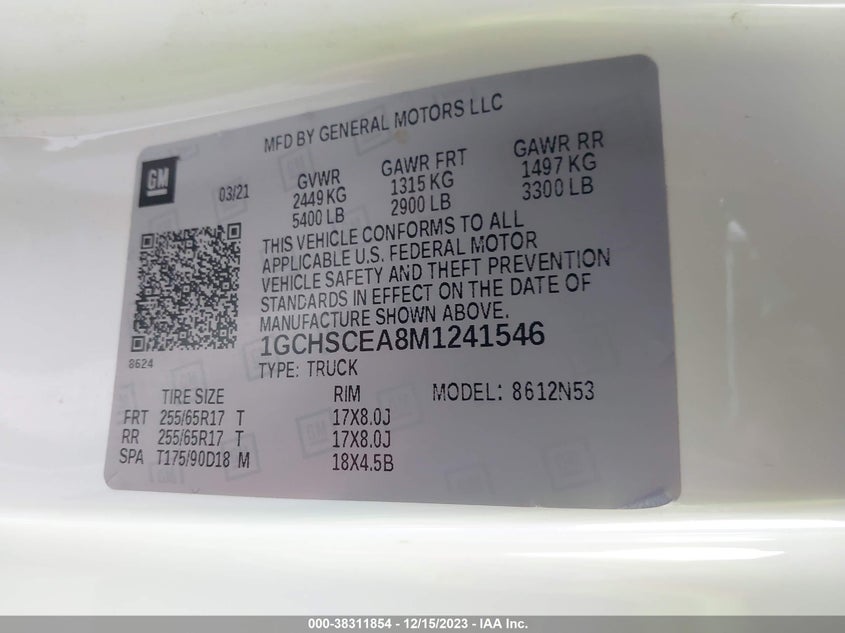 MFD BY GENERAL MOTORS LLC
GM
03/21
GVWR GAWR FRT GAWR RR
2449 KG 1315 KG 1497 KG
5400 LB 2900 LB 3300 LB
THIS VEHICLE CONFORMS TO ALL
APPLICABLE U.S. FEDERAL MOTOR
VEHICLE SAFETY AND THEFT PREVENTION
STANDARDS IN EFFECT ON THE DATE OF
MANUFACTURE SHOWN ABOVE.
1GCHSCEA8M1241546
8624
TYPE: TRUCK
TIRE SIZE RIM MODEL: 8612N53
FRT 255/65R17 T 17X8.0J
RR 255/65R17 T 17X8.0J
SPA T175/90D18 M 18X4.5B
000-38311854 - 12/15/2023 - IAA Inc.